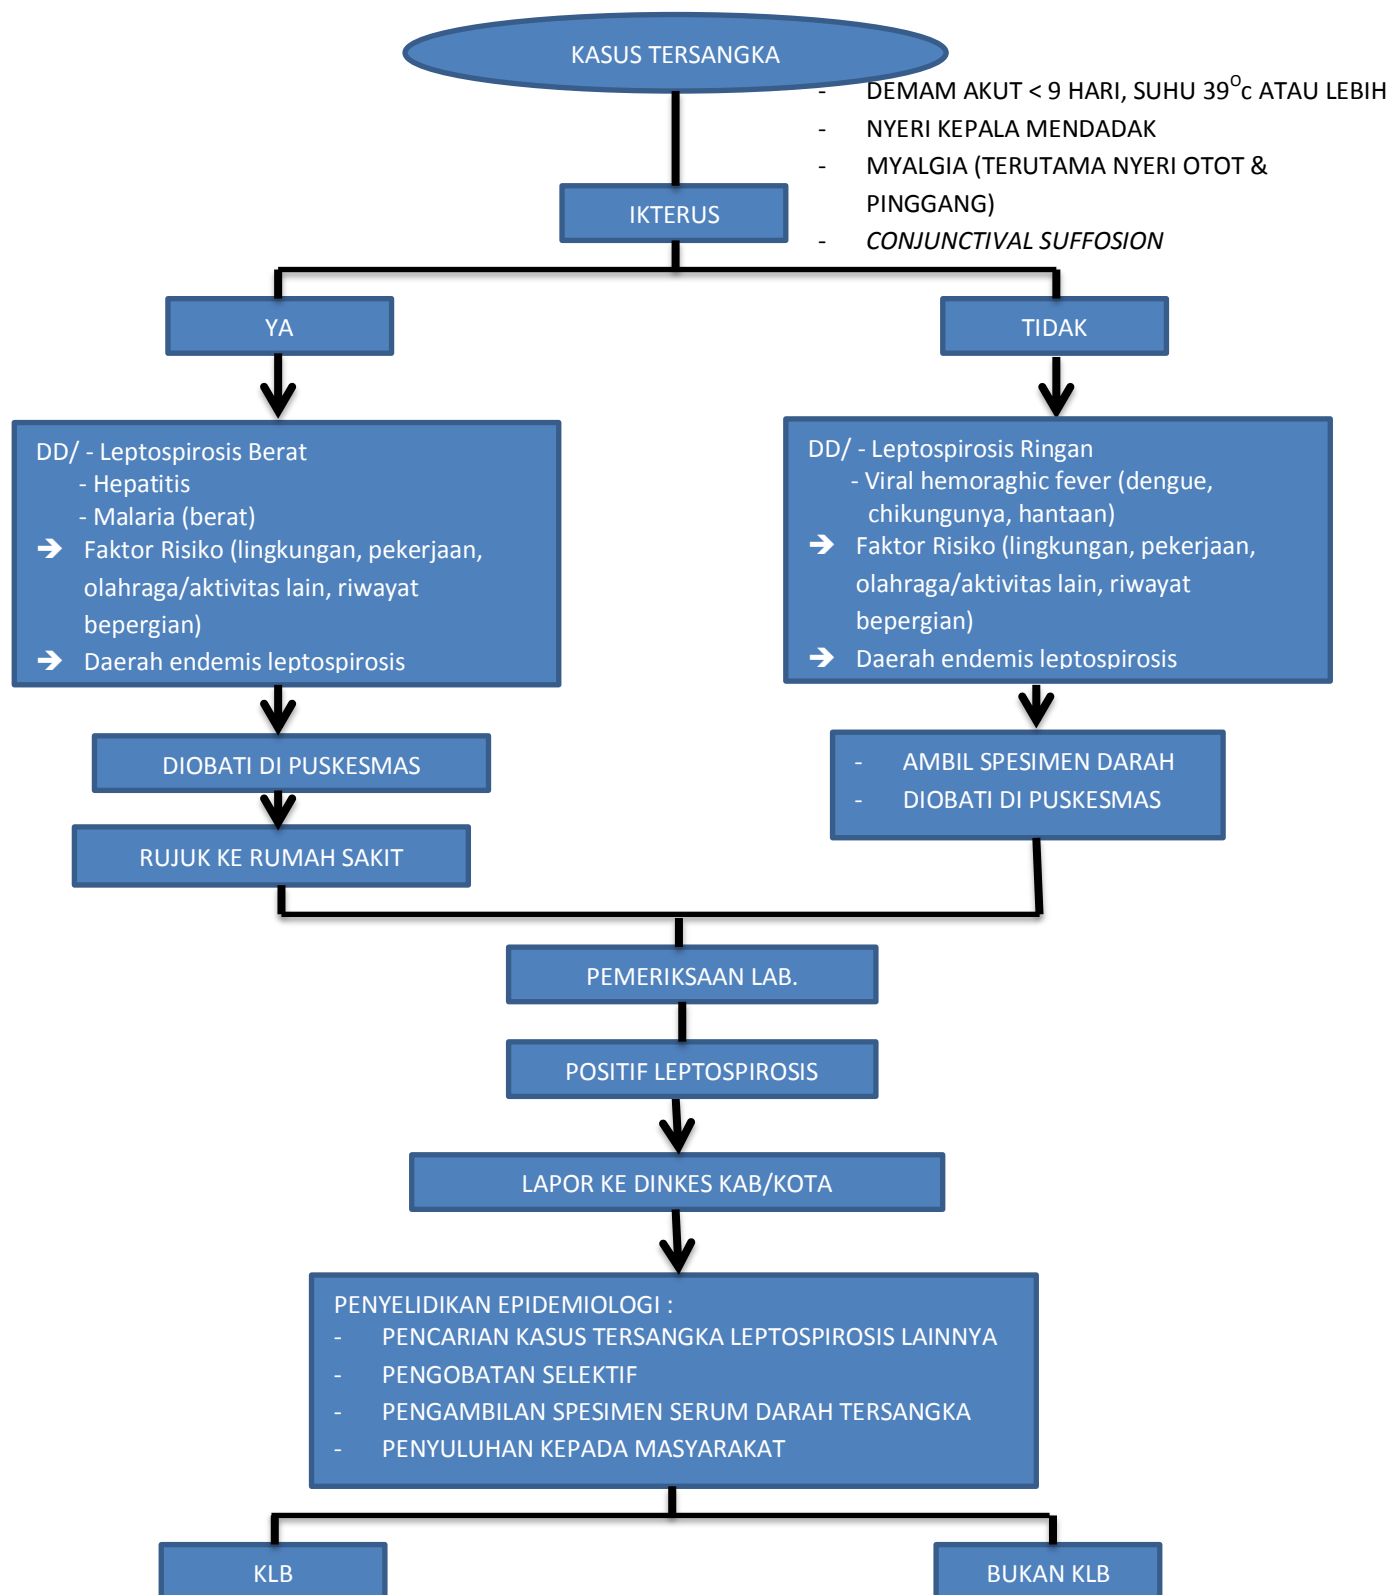 KASUS TERSANGKA
- DEMAM AKUT < 9 HARI, SUHU 39⁰c ATAU LEBIH
- NYERI KEPALA MENDADAK
- MYALGIA (TERUTAMA NYERI OTOT &
PINGGANG)
- CONJUNCTIVAL SUFFOSION
IKTERUS
YA
TIDAK
DD/ - Leptospirosis Berat
- Hepatitis
- Malaria (berat)
➔ Faktor Risiko (lingkungan, pekerjaan,
olahraga/aktivitas lain, riwayat
bepergian)
➔ Daerah endemis leptospirosis
DD/ - Leptospirosis Ringan
- Viral hemoraghic fever (dengue,
chikungunya, hantaan)
➔ Faktor Risiko (lingkungan, pekerjaan,
olahraga/aktivitas lain, riwayat
bepergian)
➔ Daerah endemis leptospirosis
DIOBATI DI PUSKESMAS
RUJUK KE RUMAH SAKIT
- AMBIL SPESIMEN DARAH
- DIOBATI DI PUSKESMAS
PEMERIKSAAN LAB.
POSITIF LEPTOSPIROSIS
LAPOR KE DINKES KAB/KOTA
PENYELIDIKAN EPIDEMIOLOGI :
- PENCARIAN KASUS TERSANGKA LEPTOSPIROSIS LAINNYA
- PENGOBATAN SELEKTIF
- PENGAMBILAN SPESIMEN SERUM DARAH TERSANGKA
- PENYULUHAN KEPADA MASYARAKAT
KLB
BUKAN KLB